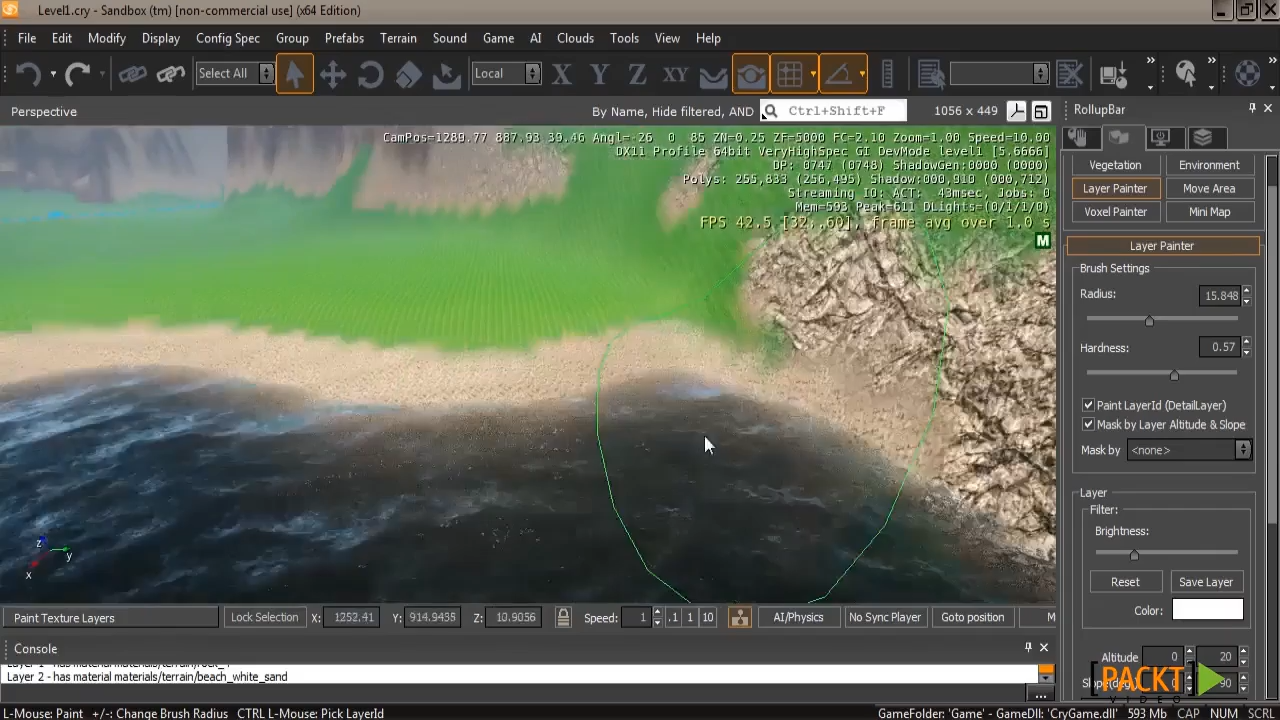 Level1.cry - Sandbox (tm) [non-commercial use] (x64 Edition)
File Edit Modify Display Config Spec Group Prefabs Terrain Sound Game AI Clouds Tools View Help
Select All Local X Y Z XY
Perspective By Name, Hide filtered, AND Ctrl+Shift+F 1056 x 449
RollupBar
CamPos=1289.77 887.93 39.46 Angl=-26 0 85 ZN=0.25 ZF=5000 FC=2.10 Zoom=1.00 Speed=10.00
DX11 Profile 64bit VeryHighSpec GI DevMode level1 [5.6666]
DP: 0747 (0748) ShadowGen:0000 (0000)
Polys: 255,833 (256,495) Shadow:000,910 (000,712)
Streaming IO: ACT: 43msec, Jobs: 0
Mem=593 Peak=611 DLights=(0/1/1/0)
FPS 42.5 [32..60], frame avg over 1.0 s
M
Vegetation Environment
Layer Painter Move Area
Voxel Painter Mini Map
Layer Painter
Brush Settings
Radius: 15.848
Hardness: 0.57
Paint LayerId (DetailLayer)
Mask by Layer Altitude & Slope
Mask by <none>
Layer
Filter:
Brightness:
Reset Save Layer
Color:
Altitude 0 20
90
z
y
x
Paint Texture Layers Lock Selection X: 1252.41 Y: 914.9455 Z: 10.9056 Speed: 1 .1 1 10 AI/Physics No Sync Player Goto position M
Console
Layer 2 - has material materials/terrain/beach_white_sand
...
[PACKT]
VIDEO
L-Mouse: Paint +/-: Change Brush Radius CTRL L-Mouse: Pick LayerId GameFolder: 'Game' - GameDll: 'CryGame.dll' 593 Mb CAP NUM SCRL